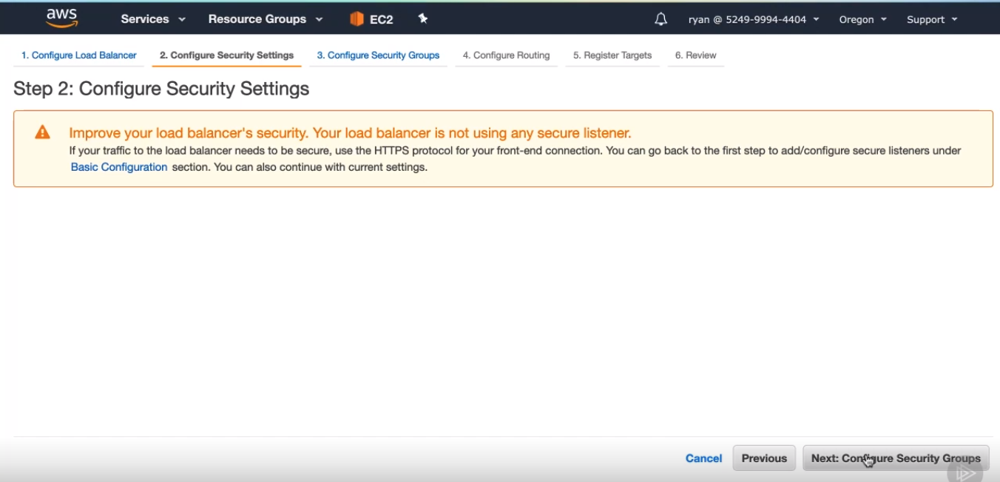 aws Services Resource Groups EC2 ryan @ 5249-9994-4404 Oregon Support
1. Configure Load Balancer 2. Configure Security Settings 3. Configure Security Groups 4. Configure Routing 5. Register Targets 6. Review
Step 2: Configure Security Settings
Improve your load balancer's security. Your load balancer is not using any secure listener.
If your traffic to the load balancer needs to be secure, use the HTTPS protocol for your front-end connection. You can go back to the first step to add/configure secure listeners under
Basic Configuration section. You can also continue with current settings.
Cancel Previous Next: Configure Security Groups